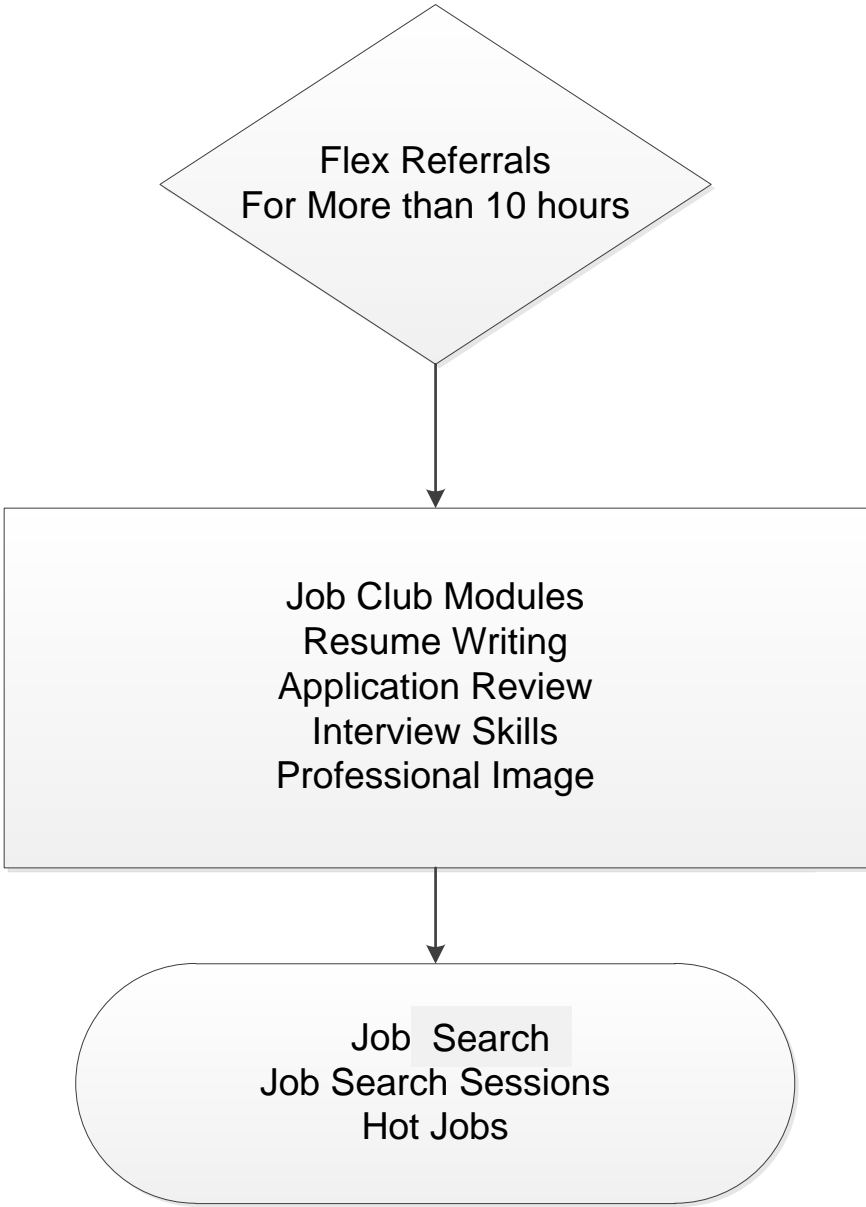 Flex Referrals
For More than 10 hours
Job Club Modules
Resume Writing
Application Review
Interview Skills
Professional Image
Job Search
Job Search Sessions
Hot Jobs